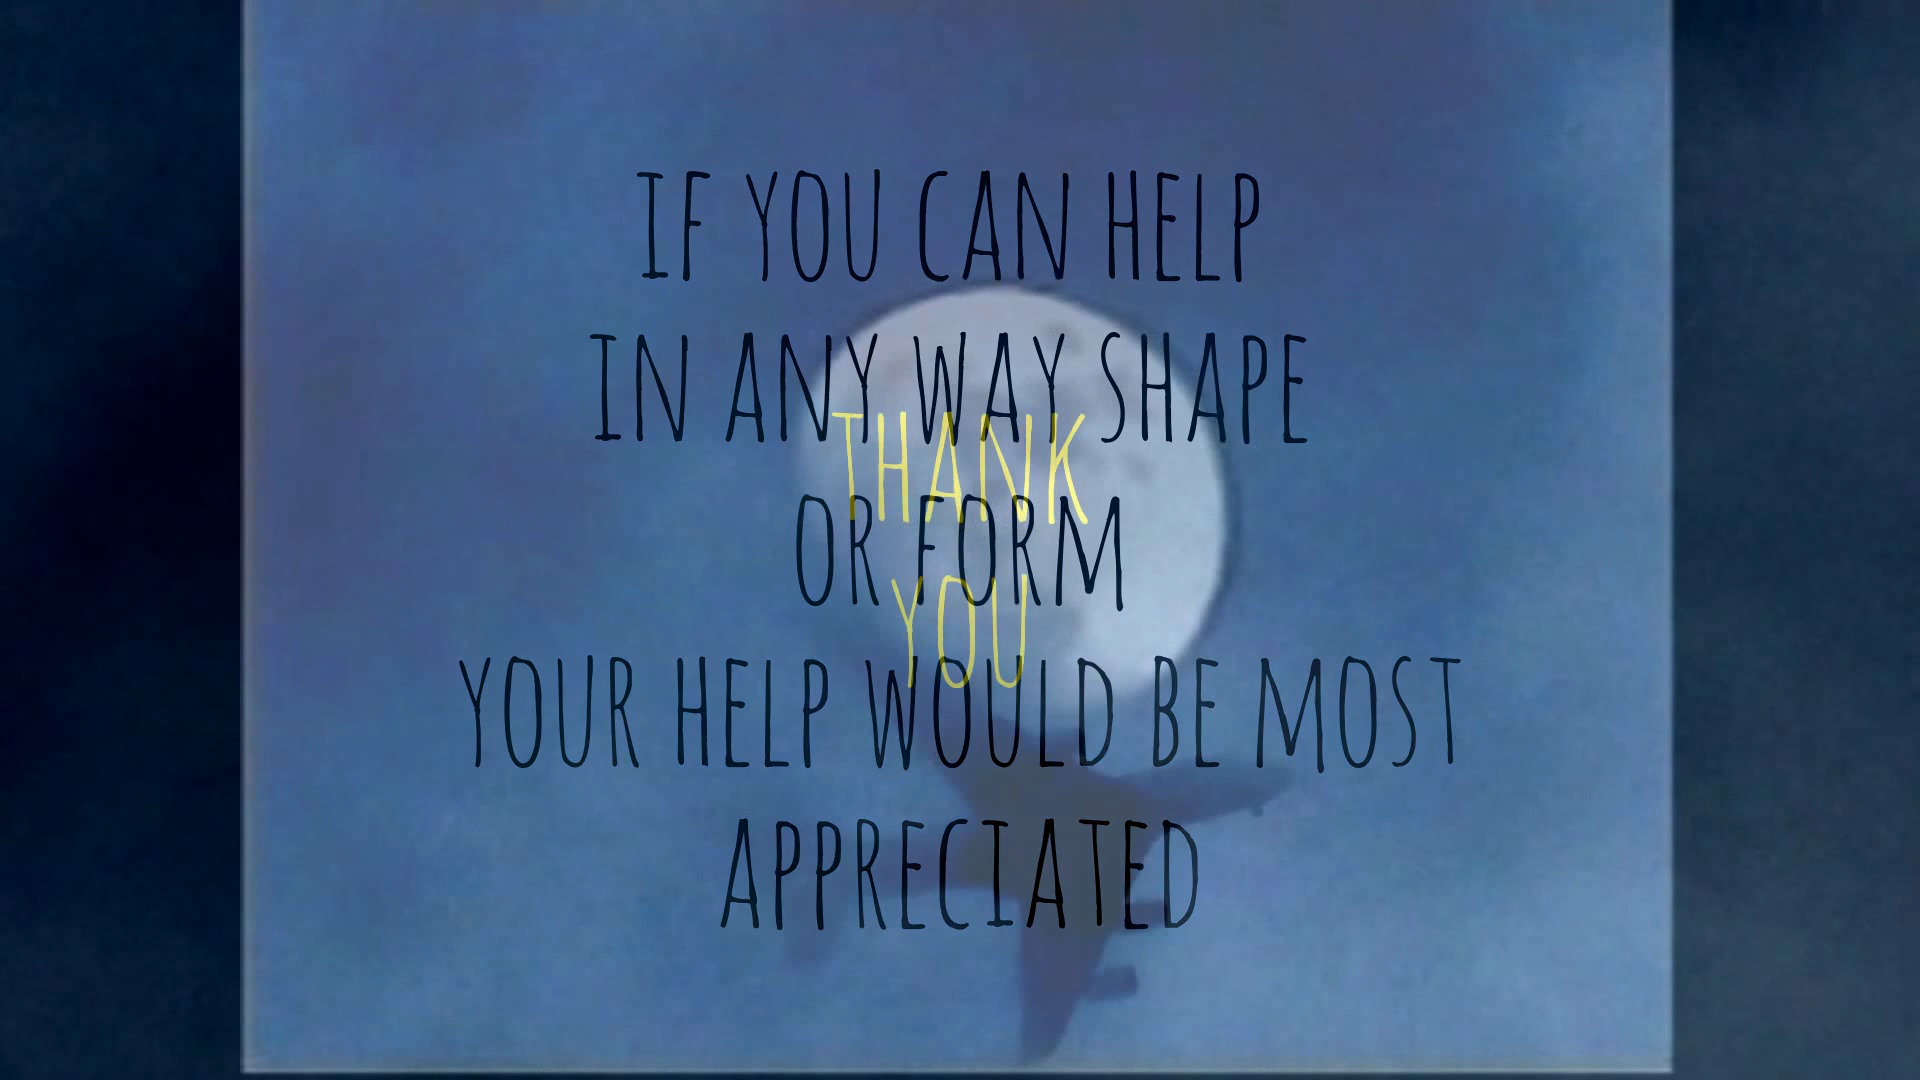 IF YOU CAN HELP
IN ANY WAY SHAPE
OR FORM
YOUR HELP WOULD BE MOST
APPRECIATED
THANK
YOU